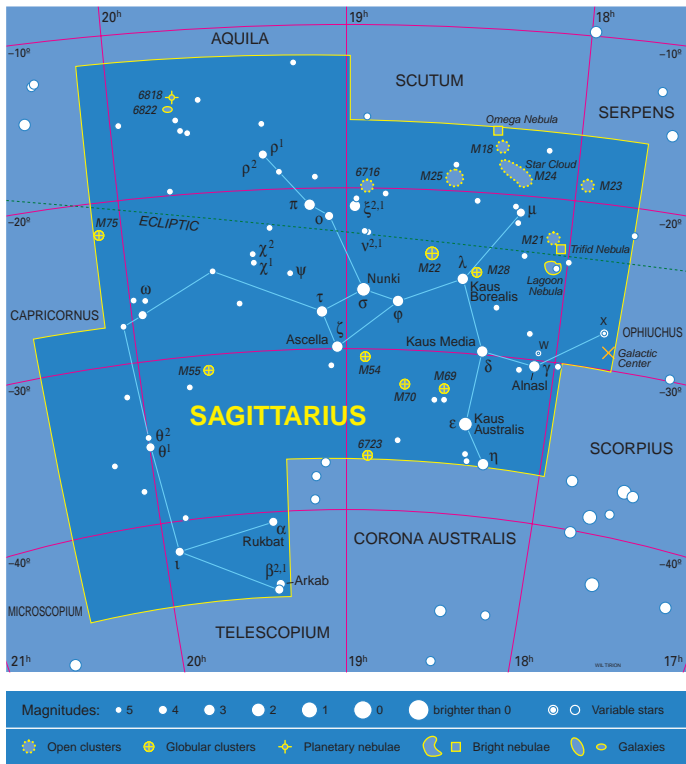 20ʰ 19ʰ 18ʰ
AQUILA
-10° -10°
SCUTUM
6818
6822
SERPENS
Omega Nebula
M18
ρ¹
ρ²
Star Cloud
M24
6716
M25
M23
π
ξ²,¹
μ
ο
-20° -20°
M75
ECLIPTIC
ν²,¹
M21
Trifid Nebula
χ²
χ¹
ψ
M22
λ
M28
Lagoon
Nebula
Nunki
Kaus
Borealis
ω
σ
φ
τ
CAPRICORNUS
x
OPHIUCHUS
ζ
Ascella
Kaus Media
w
Galactic
Center
M54
δ
γ
Alnasl
M55
-30° -30°
M70
M69
SAGITTARIUS
ε
Kaus
Australis
θ²
θ¹
6723
η
SCORPIUS
α
Rukbat
CORONA AUSTRALIS
ι
β²,¹
Arkab
-40° -40°
MICROSCOPIUM
TELESCOPIUM
21ʰ 20ʰ 19ʰ 18ʰ 17ʰ
WIL TIRION
Magnitudes: 5 4 3 2 1 0 brighter than 0 Variable stars
Open clusters Globular clusters Planetary nebulae Bright nebulae Galaxies